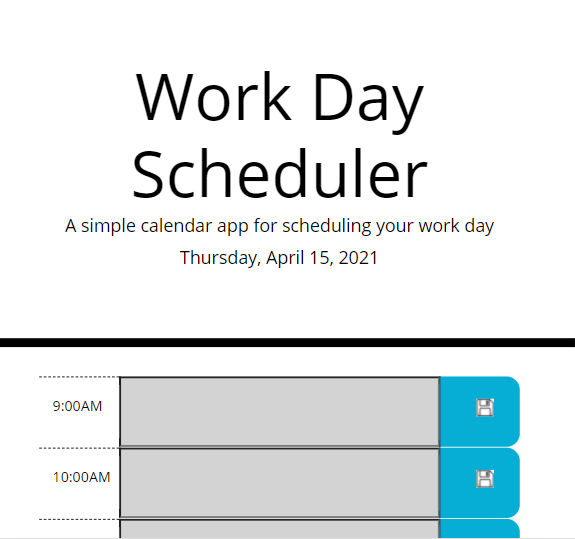 Work Day
Scheduler
A simple calendar app for scheduling your work day
Thursday, April 15, 2021
9:00AM
10:00AM